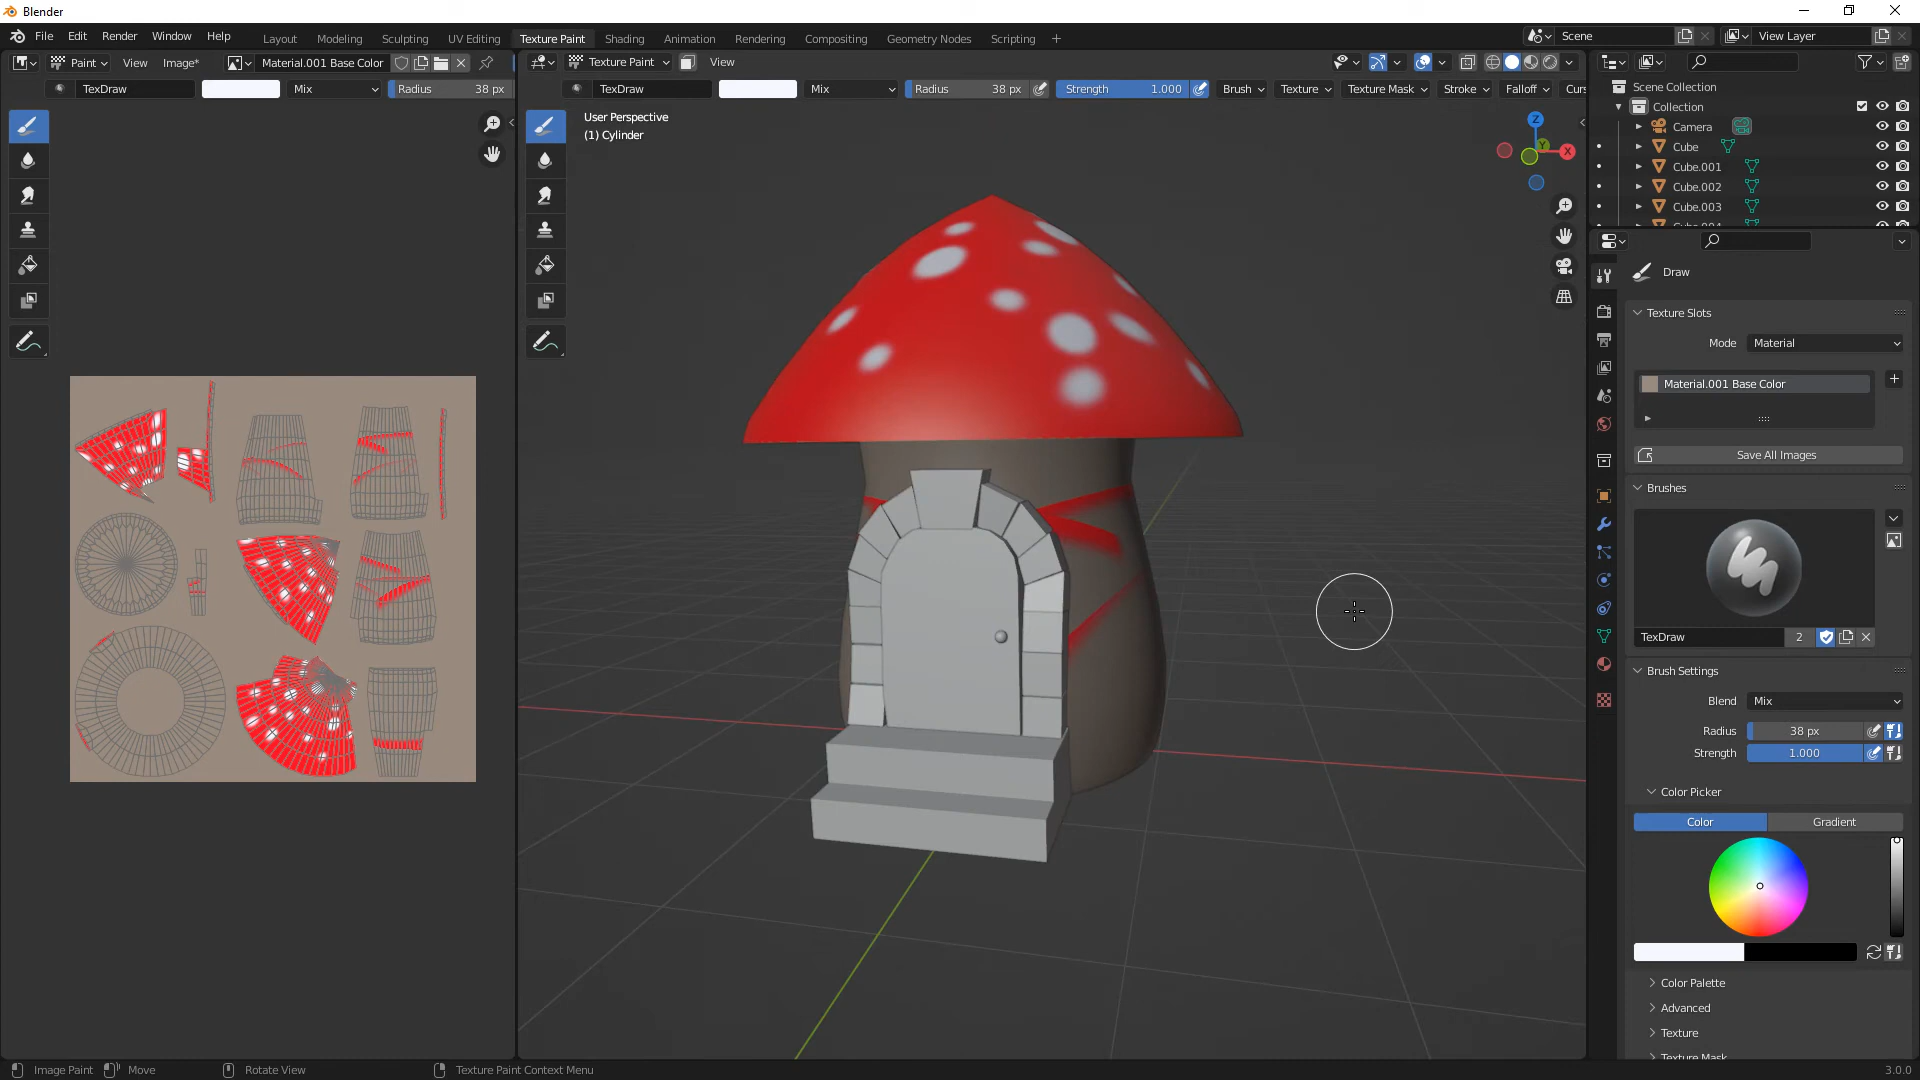 Blender
File Edit Render Window Help Layout Modeling Sculpting UV Editing Texture Paint Shading Animation Rendering Compositing Geometry Nodes Scripting + Scene View Layer
Paint View Image* Material.001 Base Color Texture Paint View
TexDraw Mix Radius 38 px TexDraw Mix Radius 38 px Strength 1.000 Brush Texture Texture Mask Stroke Falloff Curs
User Perspective
(1) Cylinder
Z
Y
X
Scene Collection
Collection
Camera
Cube
Cube.001
Cube.002
Cube.003
Cube.004
Draw
Texture Slots
Mode Material
Material.001 Base Color
Save All Images
Brushes
TexDraw 2
Brush Settings
Blend Mix
Radius 38 px
Strength 1.000
Color Picker
Color Gradient
Color Palette
Advanced
Texture
Texture Mask
Image Paint Move Rotate View Texture Paint Context Menu 3.0.0